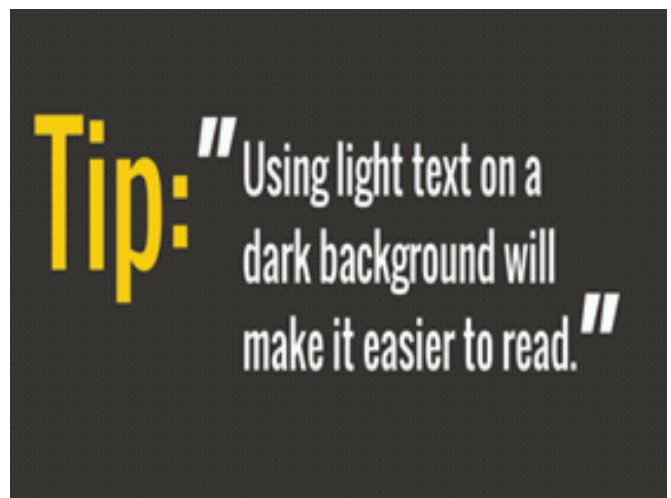 Tip: "Using light text on a
dark background will
make it easier to read."